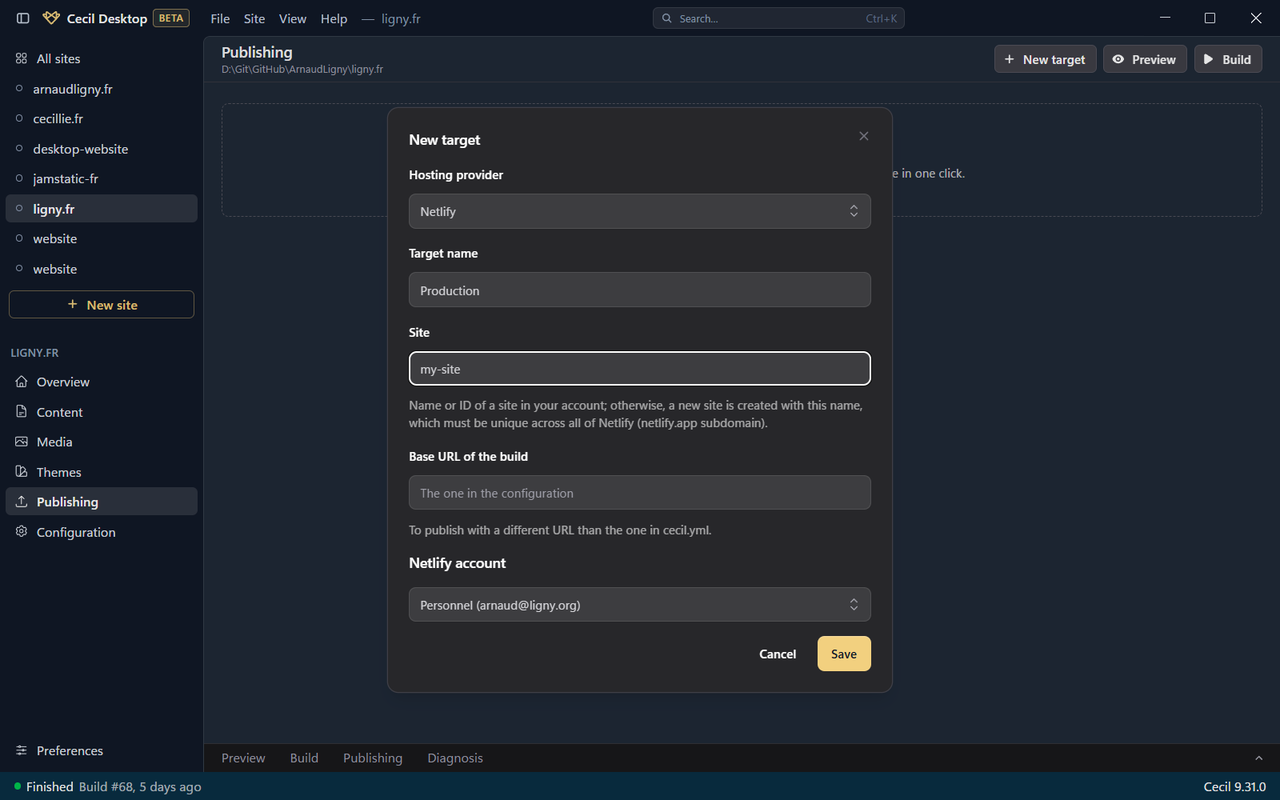 Cecil Desktop BETA File Site View Help — ligny.fr Search... Ctrl+K
All sites
arnaudligny.fr
cecillie.fr
desktop-website
jamstatic-fr
ligny.fr
website
website
+ New site
LIGNY.FR
Overview
Content
Media
Themes
Publishing
Configuration
Preferences
Publishing
D:\Git\GitHub\ArnaudLigny\ligny.fr
+ New target Preview Build
e in one click.
New target
Hosting provider
Netlify
Target name
Production
Site
my-site
Name or ID of a site in your account; otherwise, a new site is created with this name,
which must be unique across all of Netlify (netlify.app subdomain).
Base URL of the build
The one in the configuration
To publish with a different URL than the one in cecil.yml.
Netlify account
Personnel (arnaud@ligny.org)
Cancel Save
Preview Build Publishing Diagnosis
Finished Build #68, 5 days ago Cecil 9.31.0